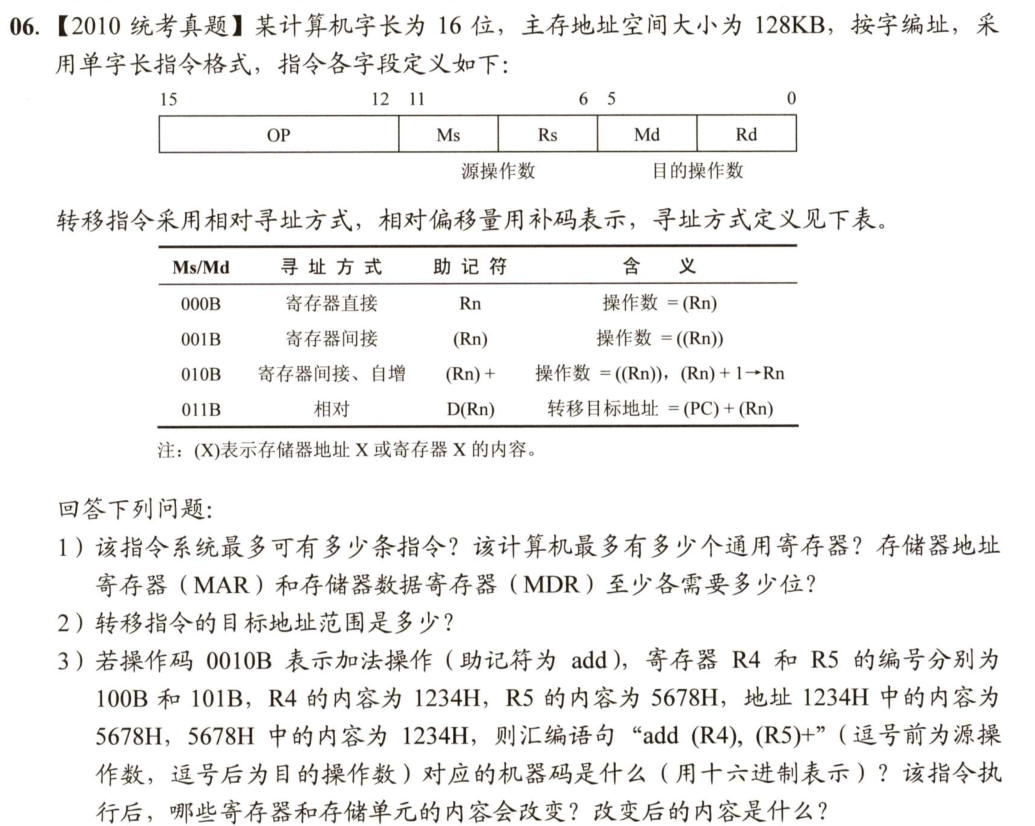 06. 【2010 统考真题】某计算机字长为 16 位，主存地址空间大小为 128KB，按字编址，采
用单字长指令格式，指令各字段定义如下：
15 12 11 6 5 0
OP Ms Rs Md Rd
源操作数 目的操作数
转移指令采用相对寻址方式，相对偏移量用补码表示，寻址方式定义见下表。
Ms/Md 寻址方式 助记符 含义
000B 寄存器直接 Rn 操作数 = (Rn)
001B 寄存器间接 (Rn) 操作数 = ((Rn))
010B 寄存器间接、自增 (Rn) + 操作数 = ((Rn))，(Rn) + 1→Rn
011B 相对 D(Rn) 转移目标地址 = (PC) + (Rn)
注：(X)表示存储器地址 X 或寄存器 X 的内容。
回答下列问题：
1）该指令系统最多可有多少条指令？该计算机最多有多少个通用寄存器？存储器地址
寄存器（MAR）和存储器数据寄存器（MDR）至少各需要多少位？
2）转移指令的目标地址范围是多少？
3）若操作码 0010B 表示加法操作（助记符为 add），寄存器 R4 和 R5 的编号分别为
100B 和 101B，R4 的内容为 1234H，R5 的内容为 5678H，地址 1234H 中的内容为
5678H，5678H 中的内容为 1234H，则汇编语句“add (R4), (R5)+”（逗号前为源操
作数，逗号后为目的操作数）对应的机器码是什么（用十六进制表示）？该指令执
行后，哪些寄存器和存储单元的内容会改变？改变后的内容是什么？